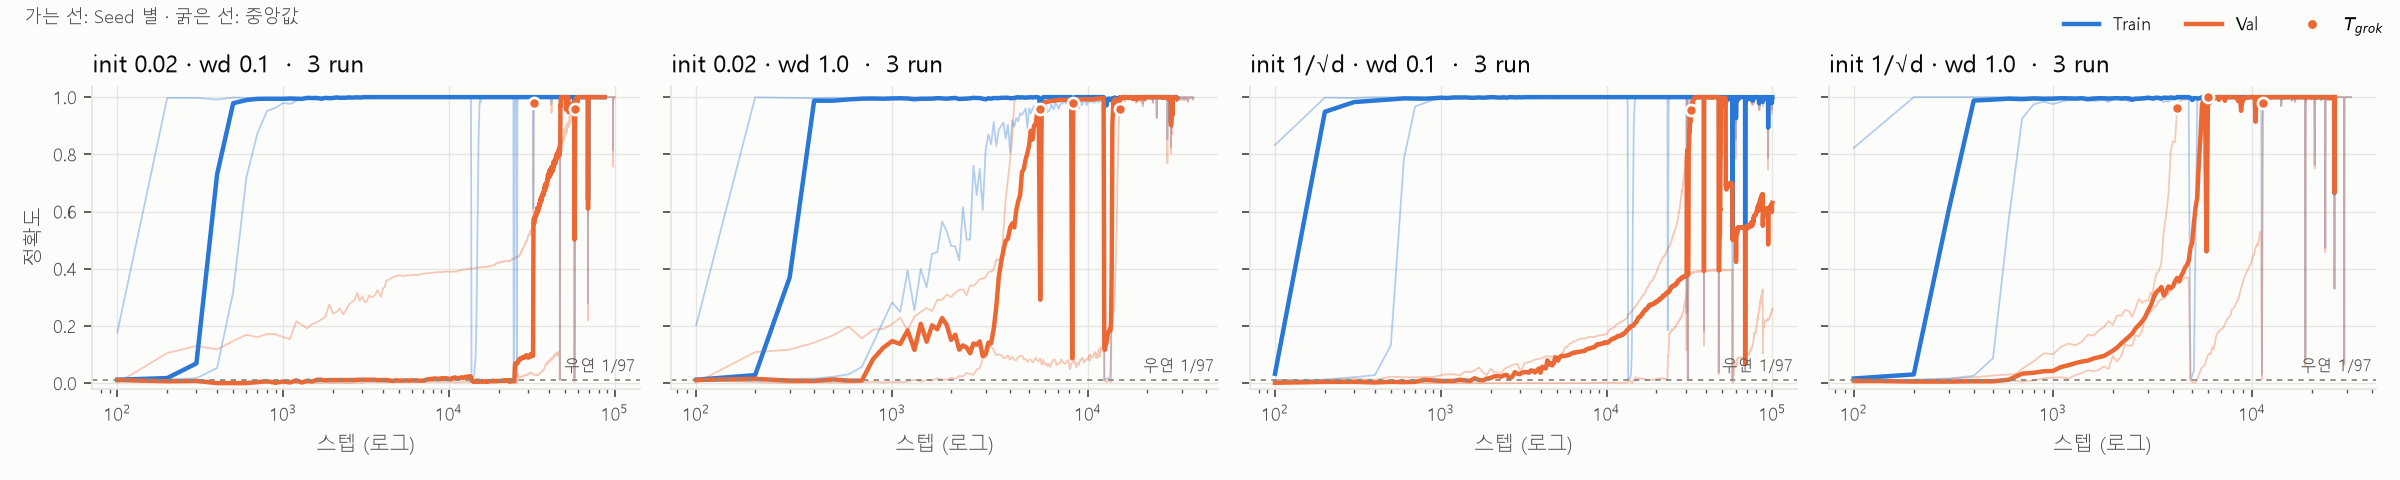 가는 선: Seed 별 · 굵은 선: 중앙값
Train
Val
T_grok
init 0.02 · wd 0.1 · 3 run
init 0.02 · wd 1.0 · 3 run
init 1/√d · wd 0.1 · 3 run
init 1/√d · wd 1.0 · 3 run
정확도
1.0
0.8
0.6
0.4
0.2
0.0
우연 1/97
우연 1/97
우연 1/97
우연 1/97
10² 10³ 10⁴ 10⁵
10² 10³ 10⁴
10² 10³ 10⁴ 10⁵
10² 10³ 10⁴
스텝 (로그)
스텝 (로그)
스텝 (로그)
스텝 (로그)